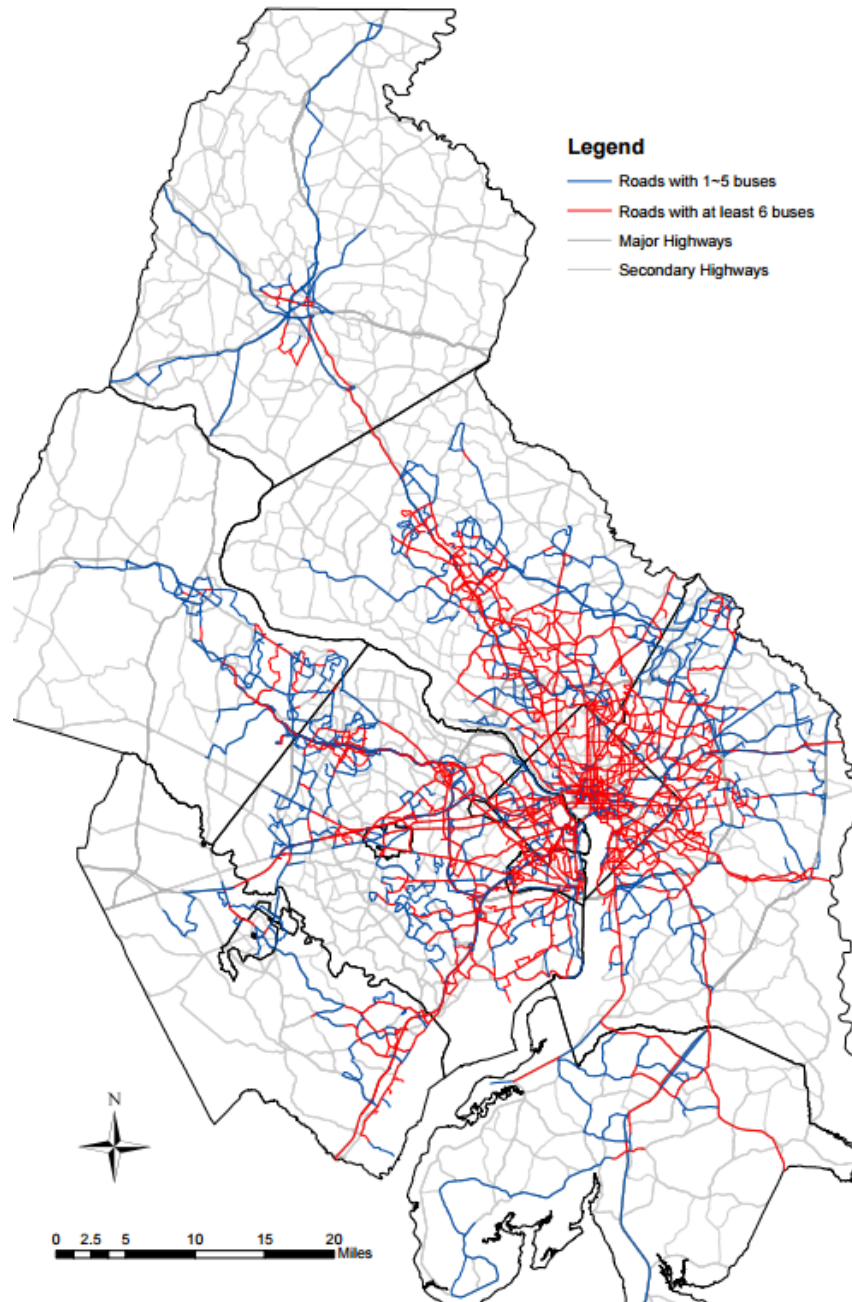 Legend
Roads with 1~5 buses
Roads with at least 6 buses
Major Highways
Secondary Highways
N
0 2.5 5 10 15 20
Miles